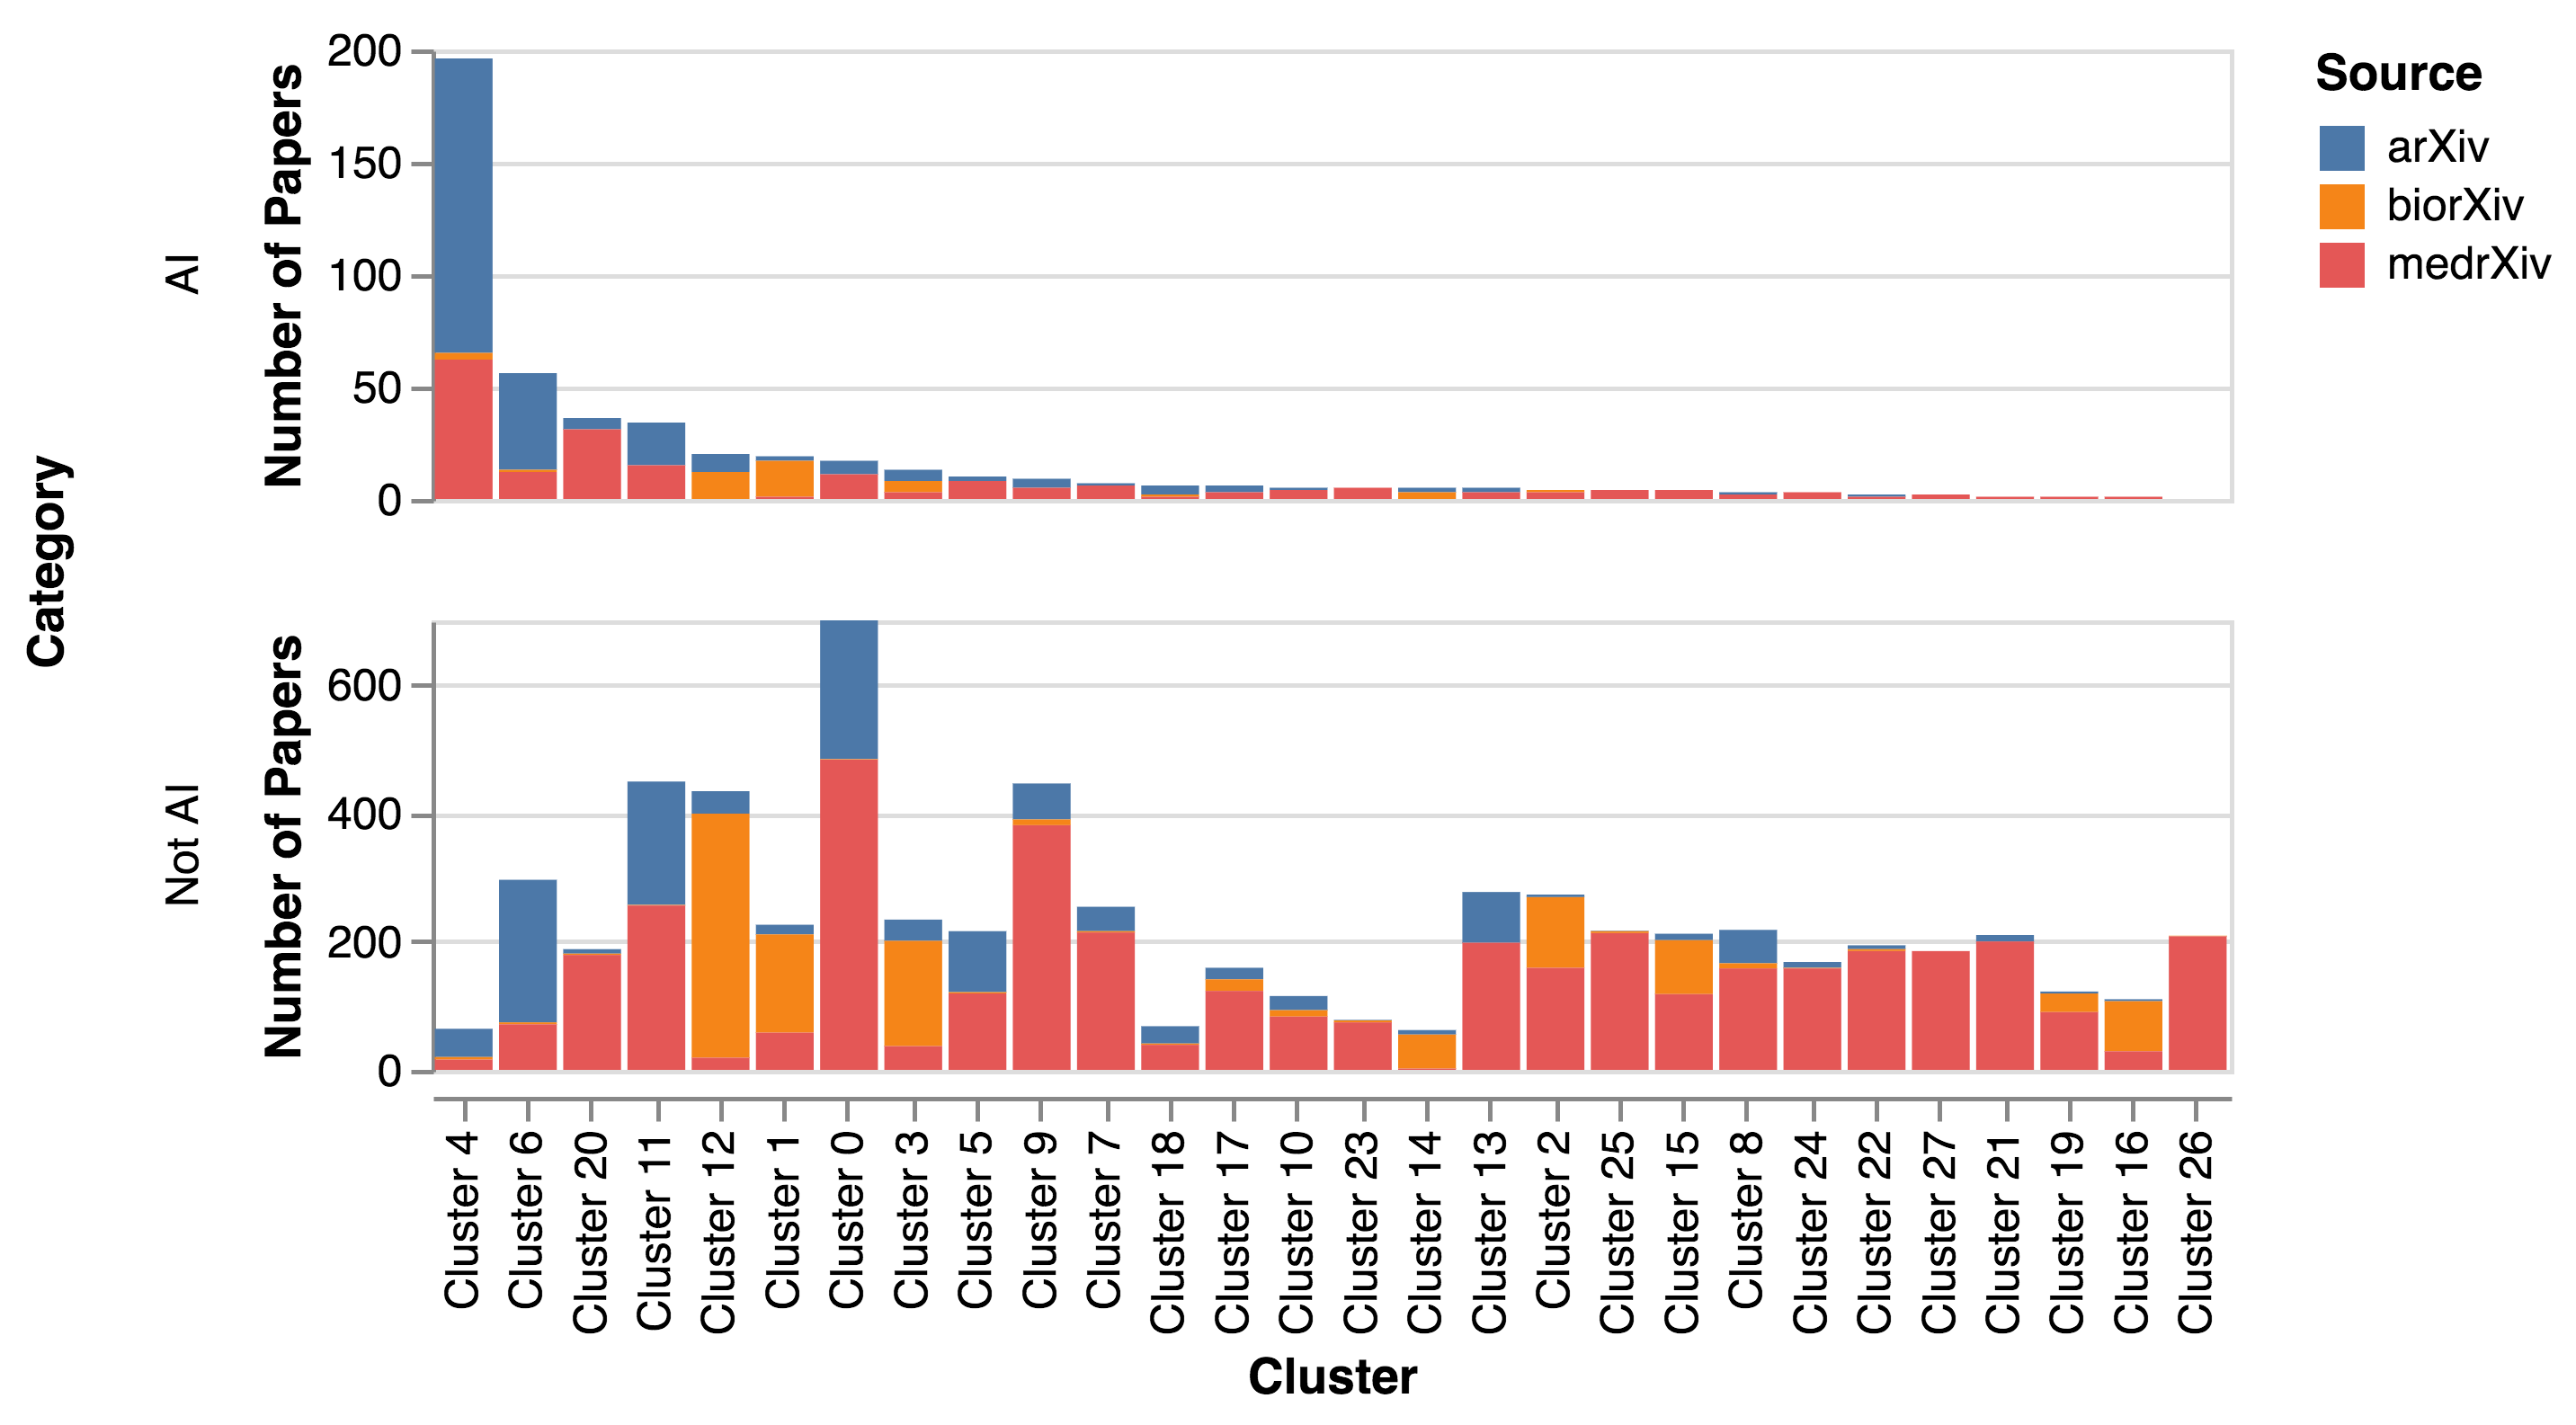 Category
AI
Number of Papers
200
150
100
50
0
Not AI
Number of Papers
600
400
200
0
Cluster 4
Cluster 6
Cluster 20
Cluster 11
Cluster 12
Cluster 1
Cluster 0
Cluster 3
Cluster 5
Cluster 9
Cluster 7
Cluster 18
Cluster 17
Cluster 10
Cluster 23
Cluster 14
Cluster 13
Cluster 2
Cluster 25
Cluster 15
Cluster 8
Cluster 24
Cluster 22
Cluster 27
Cluster 21
Cluster 19
Cluster 16
Cluster 26
Cluster
Source
arXiv
biorXiv
medrXiv